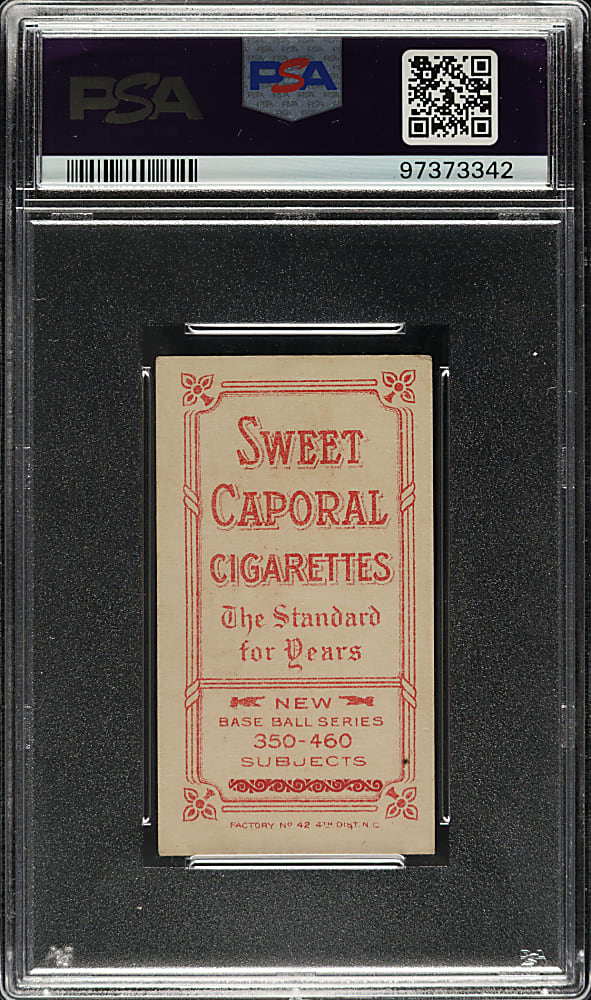 PSA
PSA
97373342
SWEET
CAPORAL
CIGARETTES
The Standard
for Years
NEW
BASE BALL SERIES
350-460
SUBJECTS
FACTORY Nº 42 4TH DIST. N.C
PSA